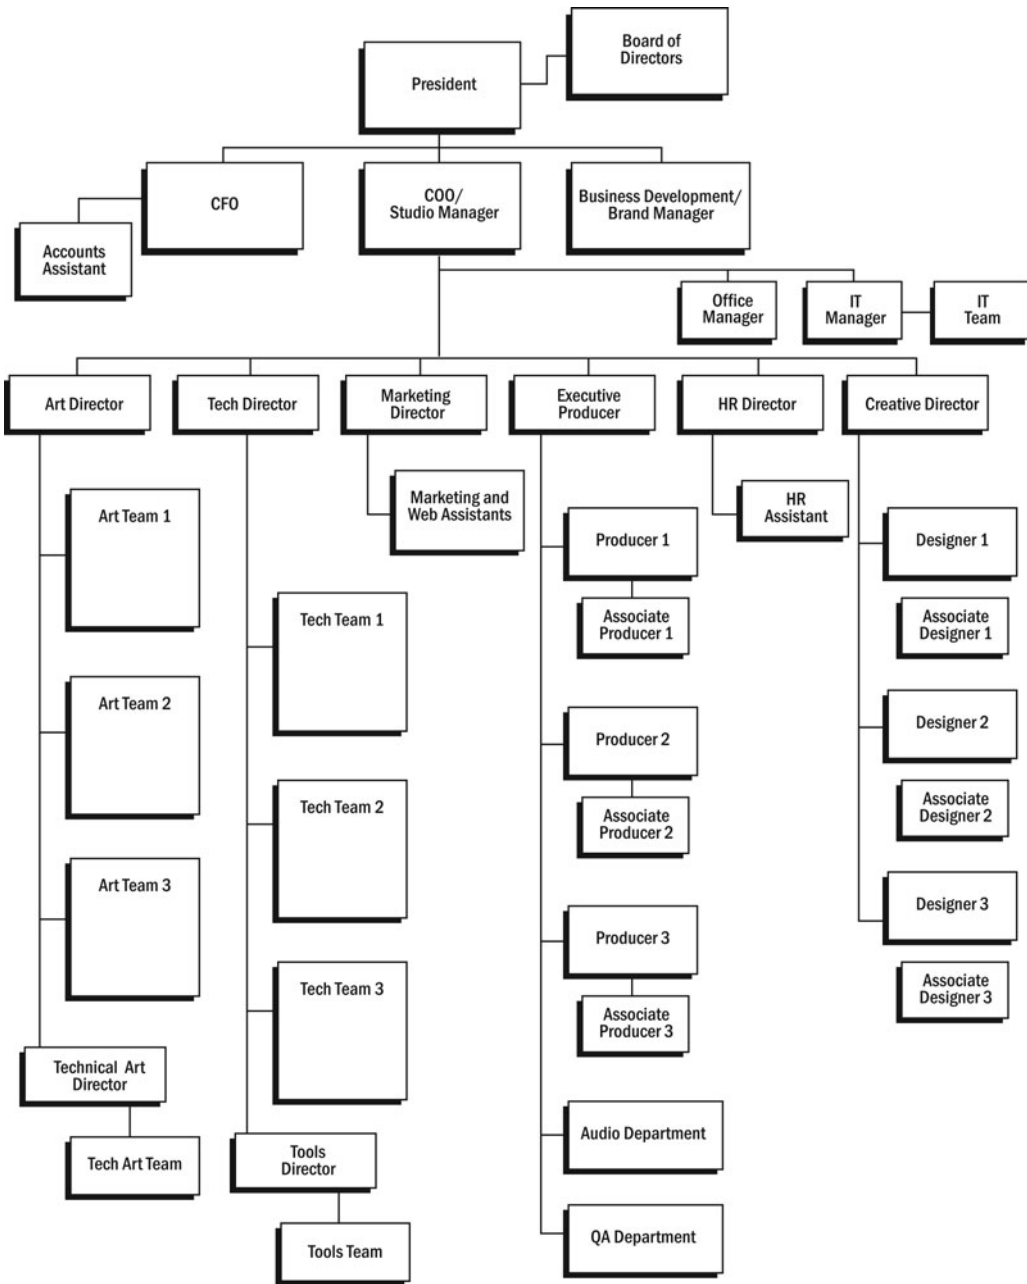 Board of
Directors
President
CFO
COO/
Studio Manager
Business Development/
Brand Manager
Accounts
Assistant
Office
Manager
IT
Manager
IT
Team
Art Director
Tech Director
Marketing
Director
Executive
Producer
HR Director
Creative Director
Art Team 1
Art Team 2
Art Team 3
Technical Art
Director
Tech Art Team
Tech Team 1
Tech Team 2
Tech Team 3
Tools
Director
Tools Team
Marketing and
Web Assistants
Producer 1
Associate
Producer 1
Producer 2
Associate
Producer 2
Producer 3
Associate
Producer 3
Audio Department
QA Department
HR
Assistant
Designer 1
Associate
Designer 1
Designer 2
Associate
Designer 2
Designer 3
Associate
Designer 3